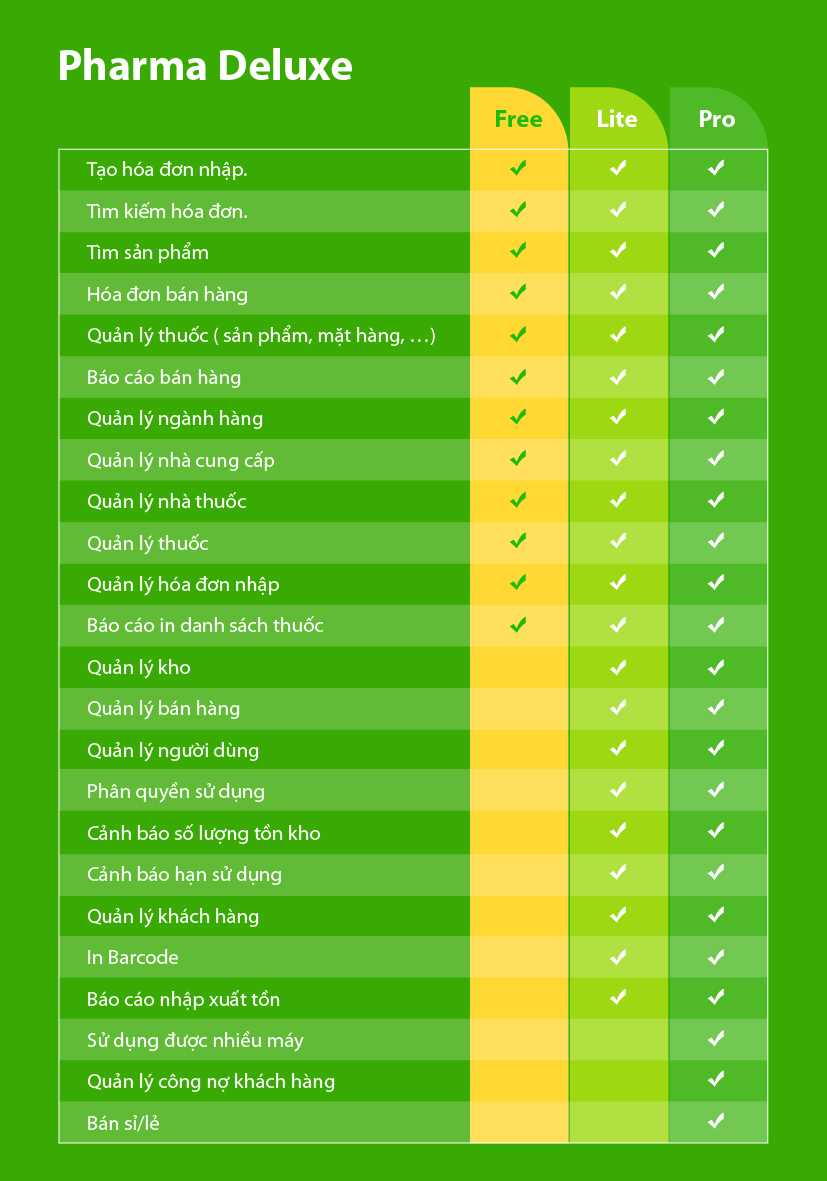 Pharma Deluxe
Free Lite Pro
Tạo hóa đơn nhập.
Tìm kiếm hóa đơn.
Tìm sản phẩm
Hóa đơn bán hàng
Quản lý thuốc ( sản phẩm, mặt hàng, …)
Báo cáo bán hàng
Quản lý ngành hàng
Quản lý nhà cung cấp
Quản lý nhà thuốc
Quản lý thuốc
Quản lý hóa đơn nhập
Báo cáo in danh sách thuốc
Quản lý kho
Quản lý bán hàng
Quản lý người dùng
Phân quyền sử dụng
Cảnh báo số lượng tồn kho
Cảnh báo hạn sử dụng
Quản lý khách hàng
In Barcode
Báo cáo nhập xuất tồn
Sử dụng được nhiều máy
Quản lý công nợ khách hàng
Bán sỉ/lẻ